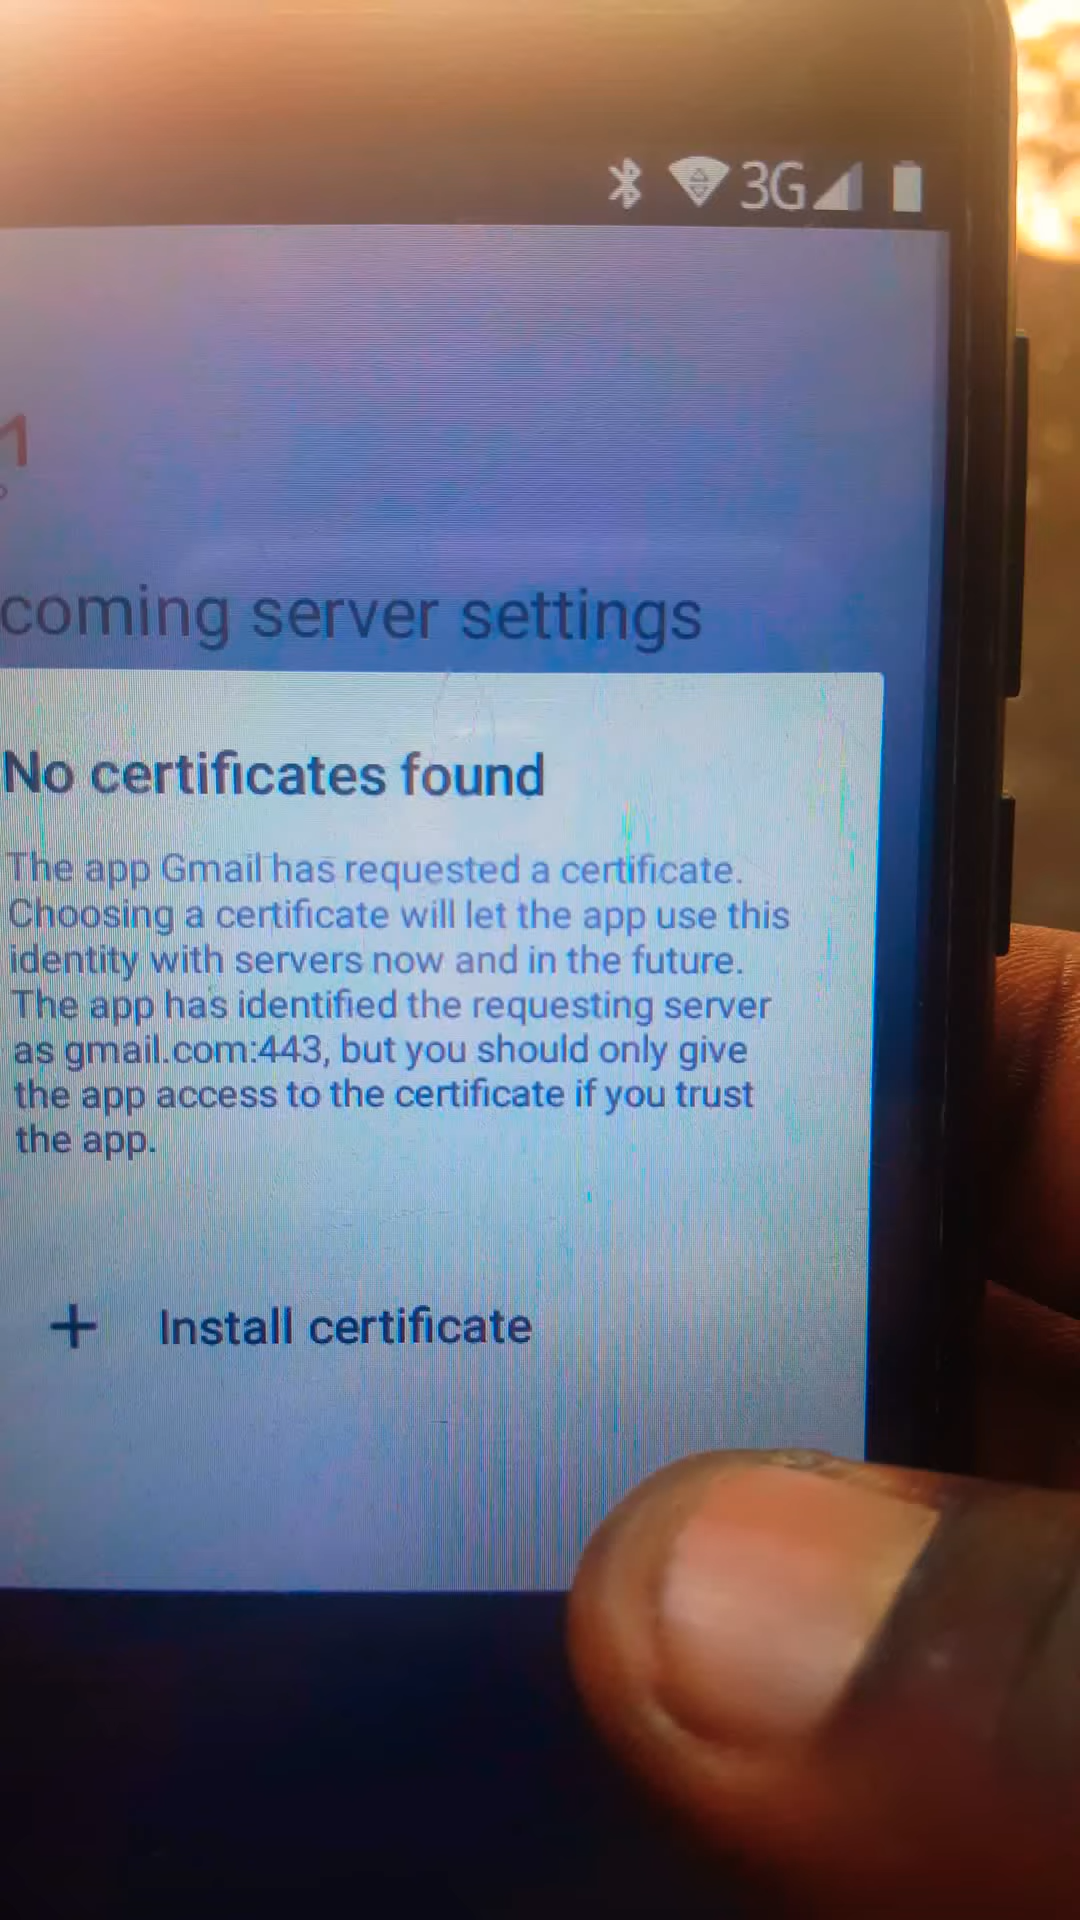 3G
coming server settings
No certificates found
The app Gmail has requested a certificate.
Choosing a certificate will let the app use this
identity with servers now and in the future.
The app has identified the requesting server
as gmail.com:443, but you should only give
the app access to the certificate if you trust
the app.
+ Install certificate